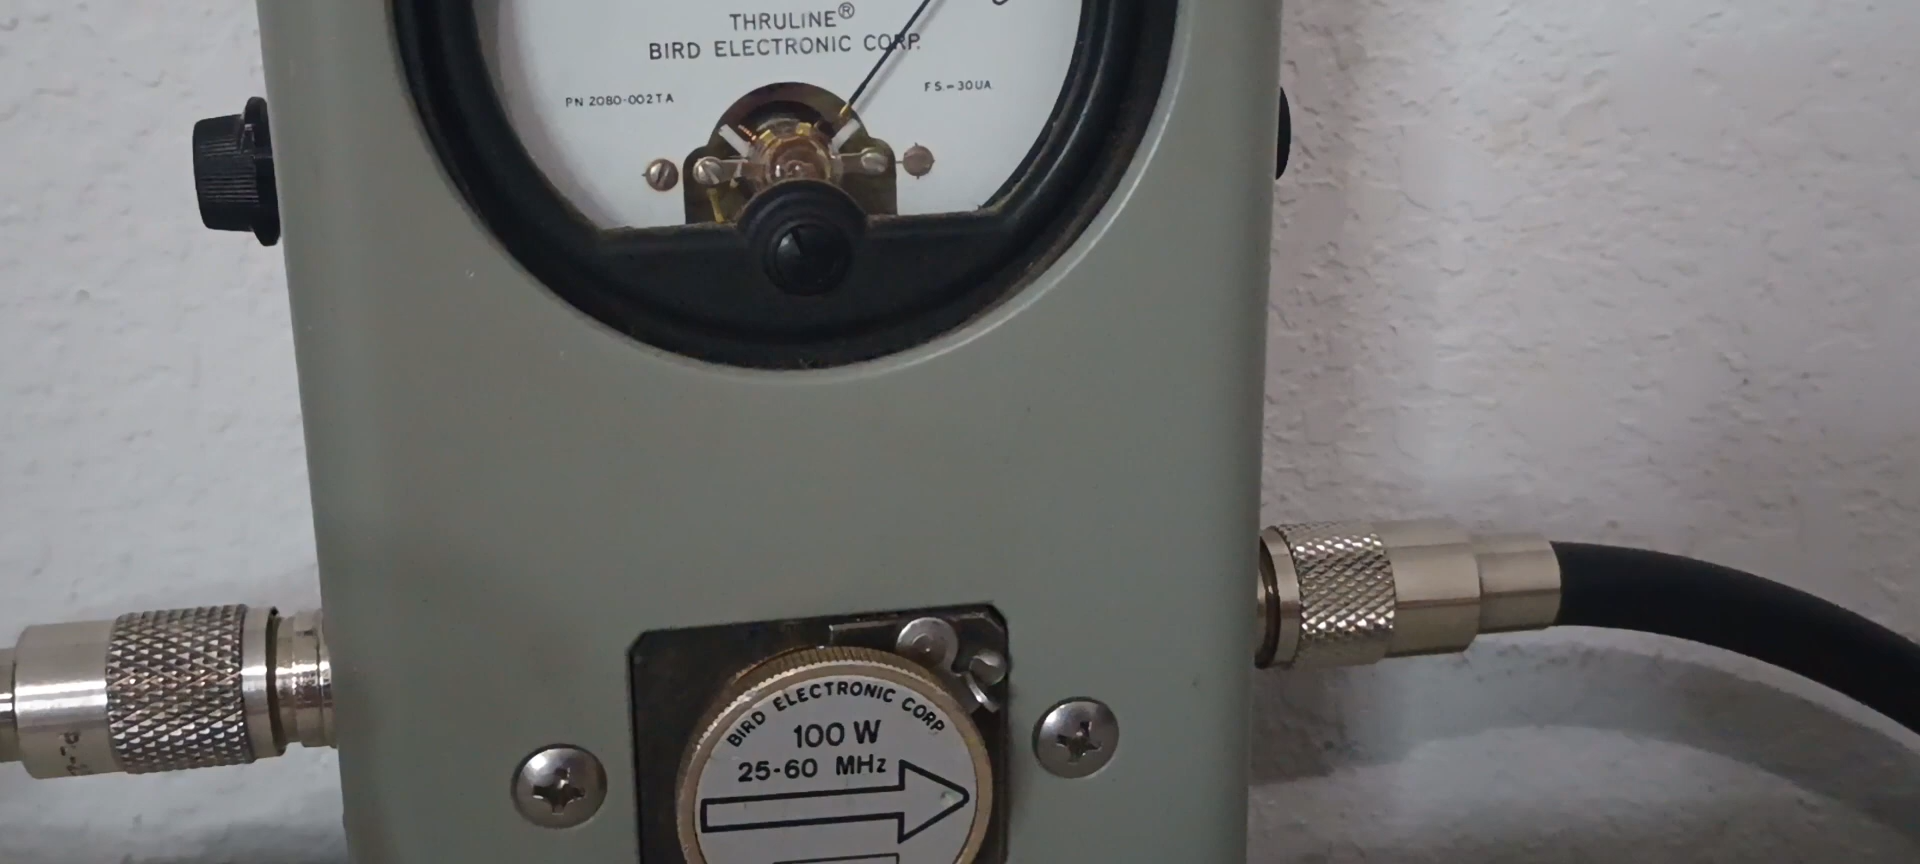 THRULINE®
BIRD ELECTRONIC CORP.
PN 2080-002TA
FS.-30UA
BIRD ELECTRONIC CORP.
100 W
25-60 MHz